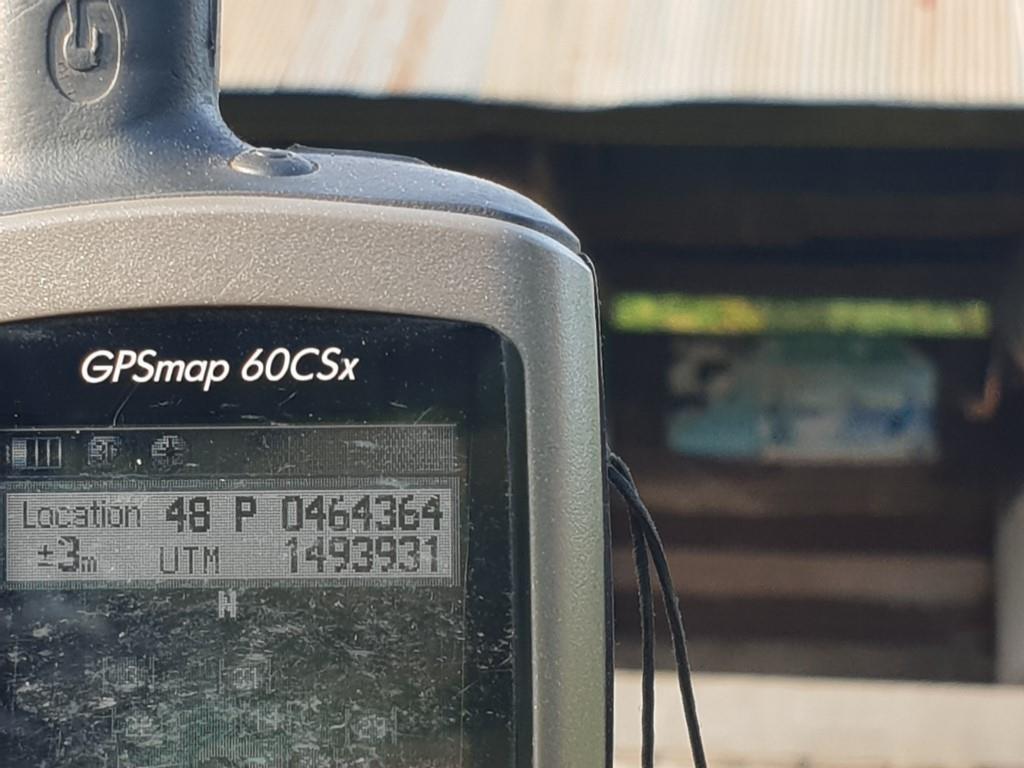 GPSmap 60CSx
Location 48 P 0464364
±3m UTM 1493931
N